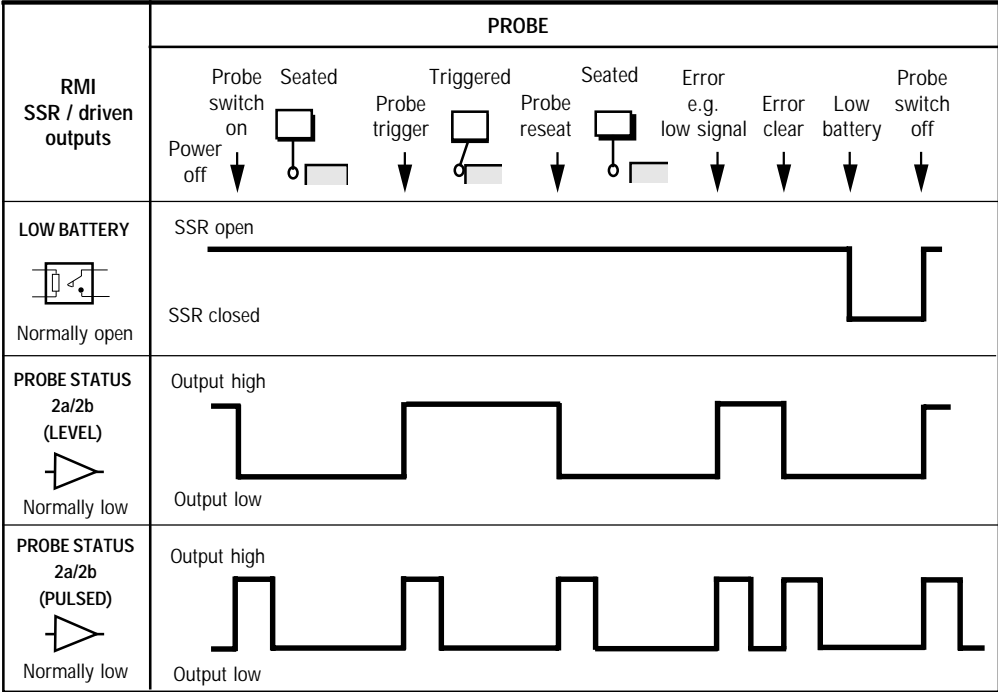 PROBE
RMI
SSR / driven
outputs
Probe
switch
on
Power
off
Seated
Probe
trigger
Triggered
Probe
reseat
Seated
Error
e.g.
low signal
Error
clear
Low
battery
Probe
switch
off
LOW BATTERY
Normally open
SSR open
SSR closed
PROBE STATUS
2a/2b
(LEVEL)
Normally low
Output high
Output low
PROBE STATUS
2a/2b
(PULSED)
Normally low
Output high
Output low